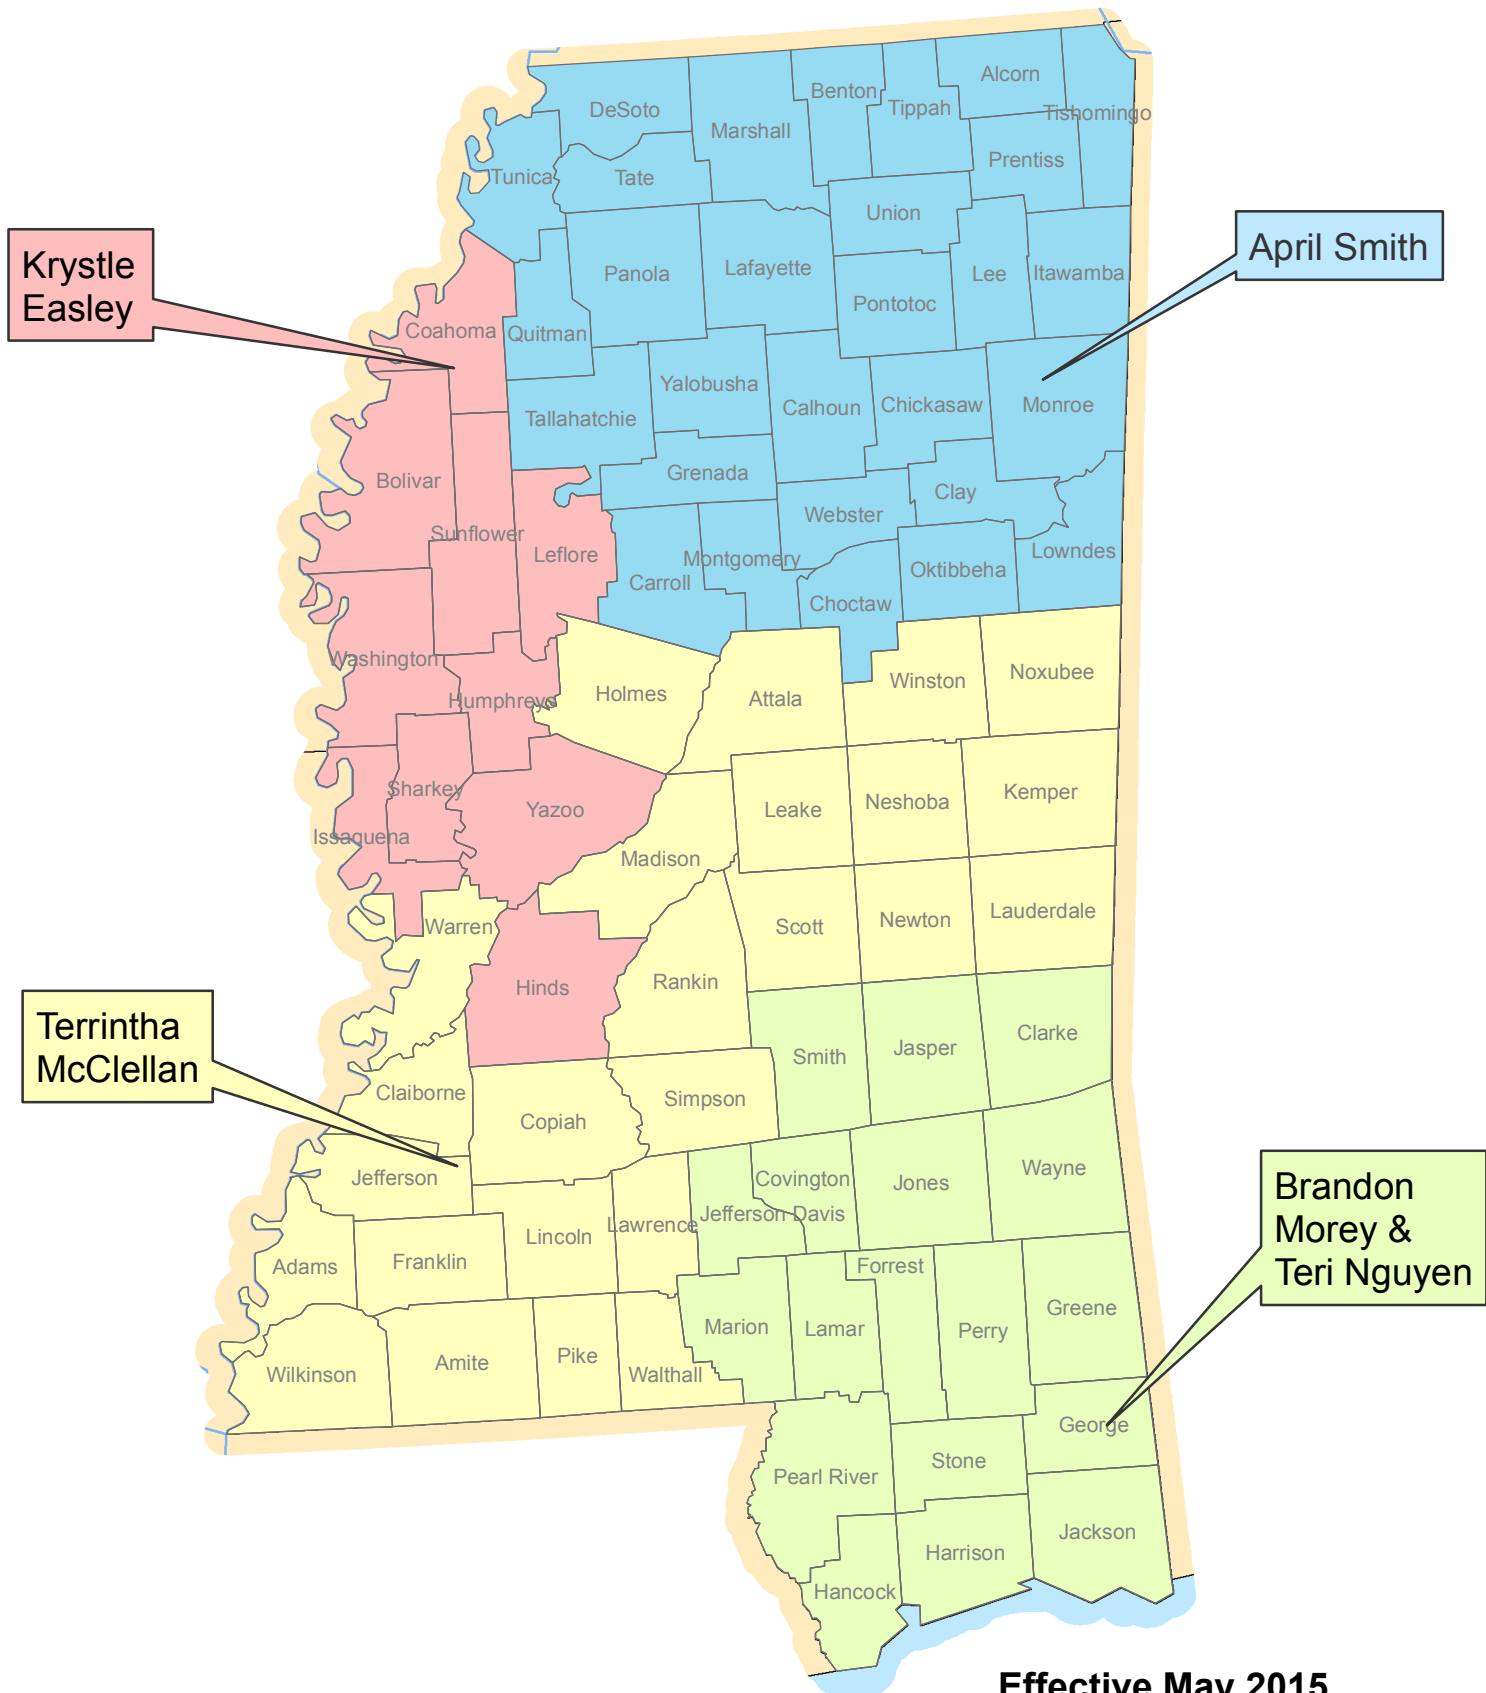 Alcorn
Benton
Tippah
DeSoto
Tishomingo
Marshall
Prentiss
Tunica
Tate
Union
April Smith
Krystle
Easley
Panola
Lafayette
Lee
Itawamba
Pontotoc
Coahoma
Quitman
Yalobusha
Calhoun
Chickasaw
Monroe
Tallahatchie
Grenada
Bolivar
Clay
Webster
Sunflower
Leflore
Montgomery
Lowndes
Carroll
Oktibbeha
Choctaw
Washington
Noxubee
Winston
Holmes
Attala
Humphreys
Sharkey
Kemper
Neshoba
Yazoo
Leake
Issaquena
Madison
Lauderdale
Newton
Warren
Scott
Rankin
Hinds
Terrintha
McClellan
Clarke
Jasper
Smith
Claiborne
Simpson
Copiah
Wayne
Jefferson
Covington
Jones
Brandon
Morey &
Teri Nguyen
Jefferson Davis
Lawrence
Lincoln
Franklin
Adams
Forrest
Greene
Marion
Lamar
Perry
Pike
Amite
Walthall
Wilkinson
George
Stone
Pearl River
Jackson
Harrison
Hancock
Effective May 2015